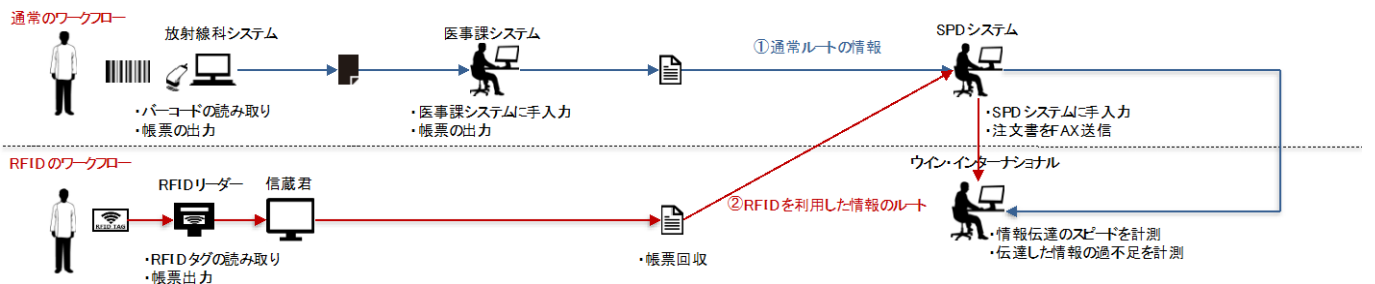 通常のワークフロー
放射線科システム
医事課システム
SPDシステム
①通常ルートの情報
・バーコードの読み取り
・帳票の出力
・医事課システムに手入力
・帳票の出力
・SPDシステムに手入力
・注文書をFAX送信
RFIDのワークフロー
ウイン・インターナショナル
RFIDリーダー
信蔵君
RFID TAG
②RFIDを利用した情報のルート
・RFIDタグの読み取り
・帳票出力
・帳票回収
・情報伝達のスピードを計測
・伝達した情報の過不足を計測